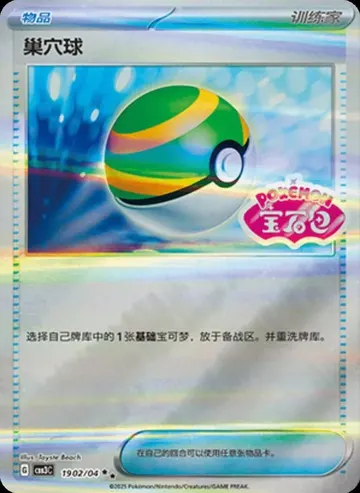 物品
训练家
巢穴球
POKÉMON
宝石包
选择自己牌库中的1张基础宝可梦，放于备战区。并重洗牌库。
Illus. Toyste Beach
G CBB3C 1902/04
在自己的回合可以使用任意张物品卡。
©2025 Pokémon/Nintendo/Creatures/GAME FREAK.